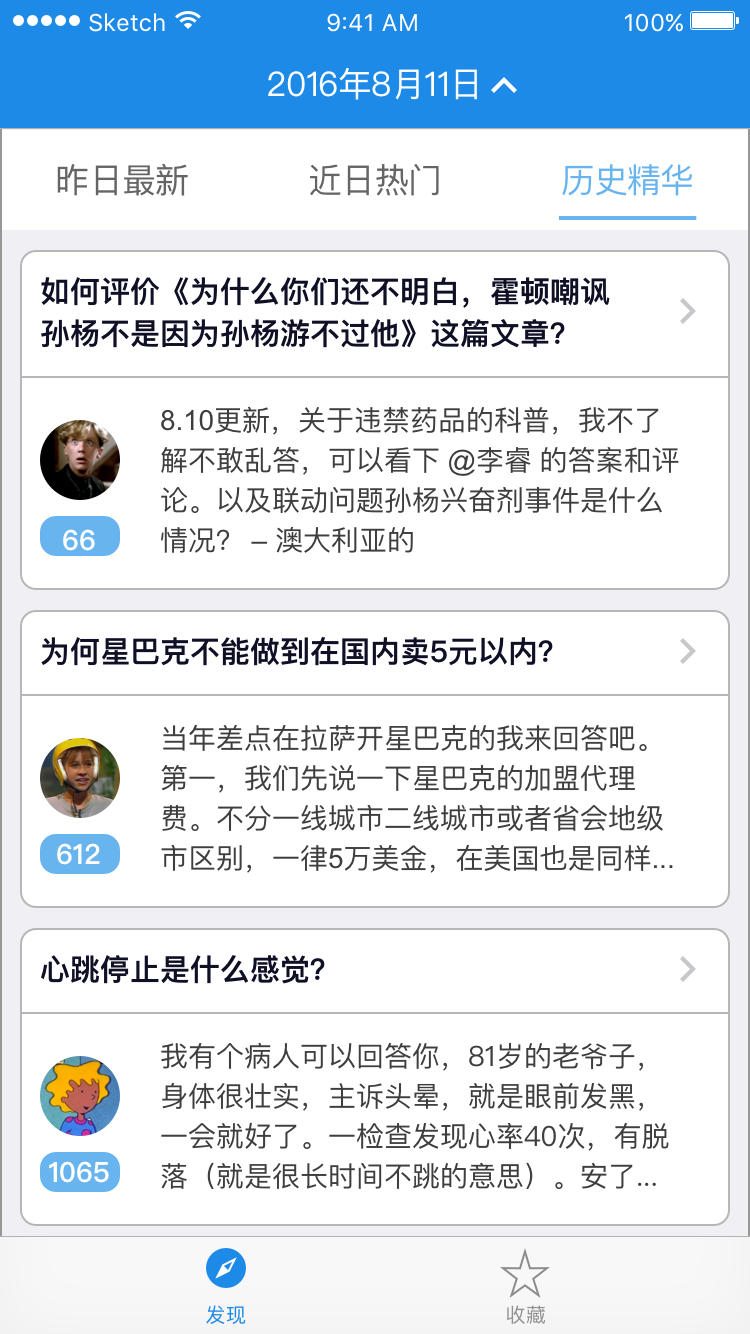 Sketch 9:41 AM 100%
2016年8月11日
昨日最新 近日热门 历史精华
如何评价《为什么你们还不明白，霍顿嘲讽
孙杨不是因为孙杨游不过他》这篇文章?
8.10更新，关于违禁药品的科普，我不了
解不敢乱答，可以看下 @李睿 的答案和评
论。以及联动问题孙杨兴奋剂事件是什么
情况？ – 澳大利亚的
66
为何星巴克不能做到在国内卖5元以内?
当年差点在拉萨开星巴克的我来回答吧。
第一，我们先说一下星巴克的加盟代理
费。不分一线城市二线城市或者省会地级
市区别，一律5万美金，在美国也是同样...
612
心跳停止是什么感觉?
我有个病人可以回答你，81岁的老爷子，
身体很壮实，主诉头晕，就是眼前发黑，
一会就好了。一检查发现心率40次，有脱
落（就是很长时间不跳的意思）。安了...
1065
发现 收藏